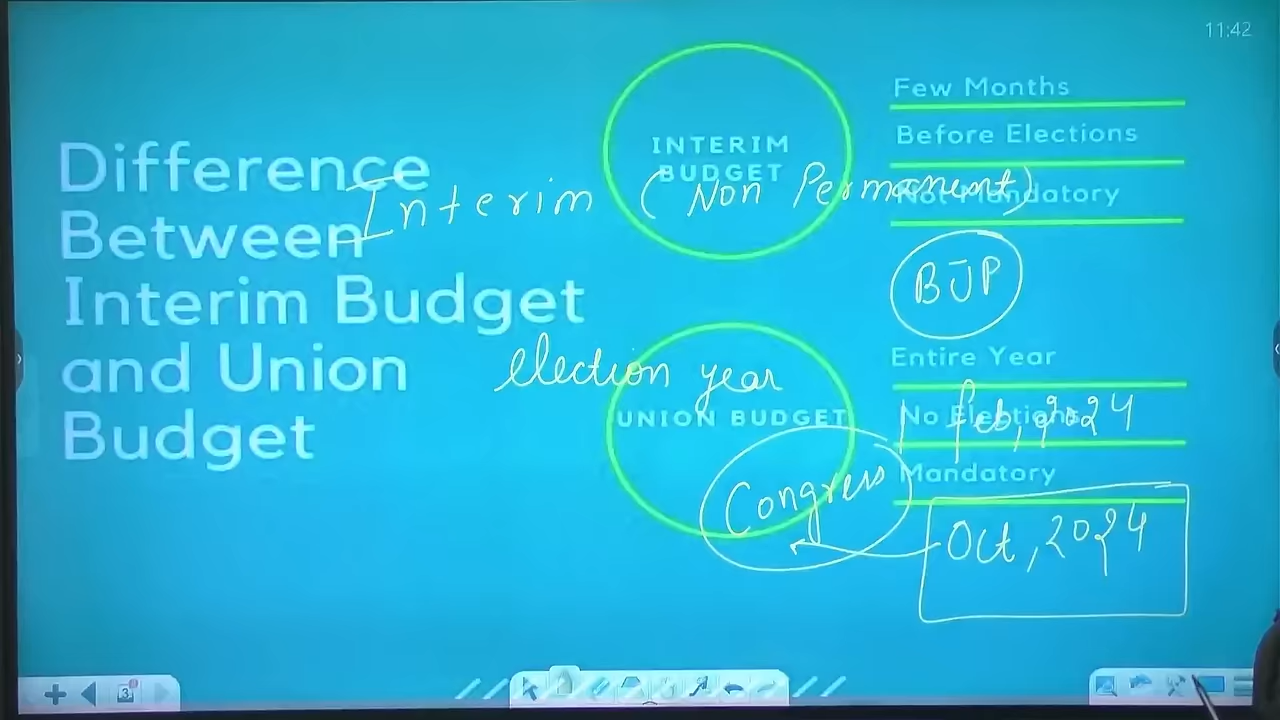 11:42
Difference
Between
Interim Budget
and Union
Budget
INTERIM
BUDGET
Few Months
Before Elections
Not Mandatory
Interim (Non Permanent)
BJP
election year
UNION BUDGET
Entire Year
No Elections
Mandatory
feb, 2024
Congress
Oct, 2024
3